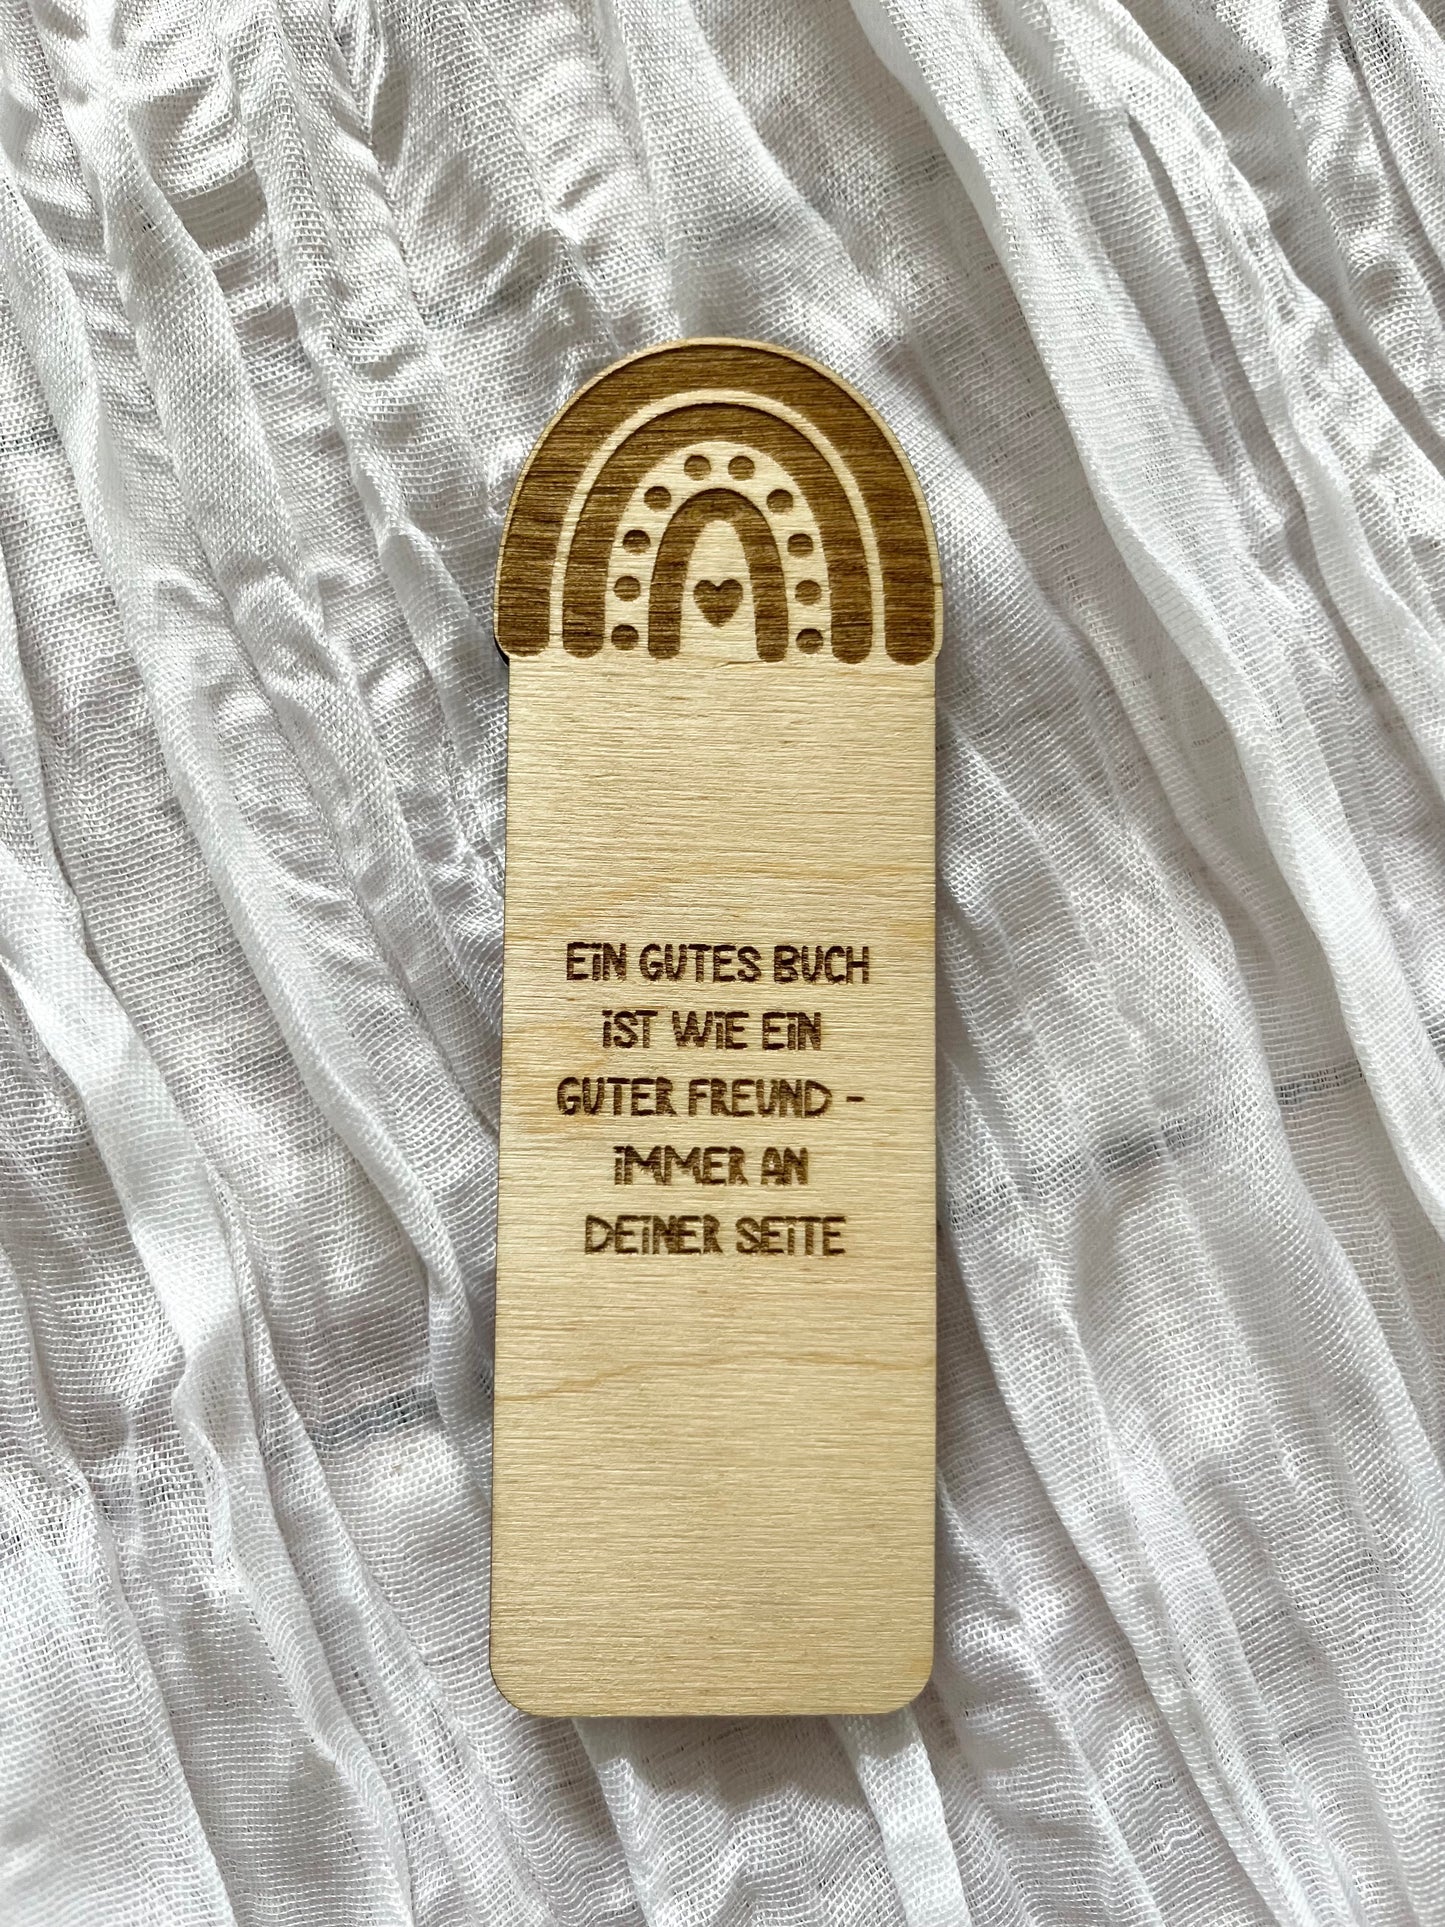 EIN GUTES BUCH
IST WIE EIN
GUTER FREUND -
IMMER AN
DEINER SEITE